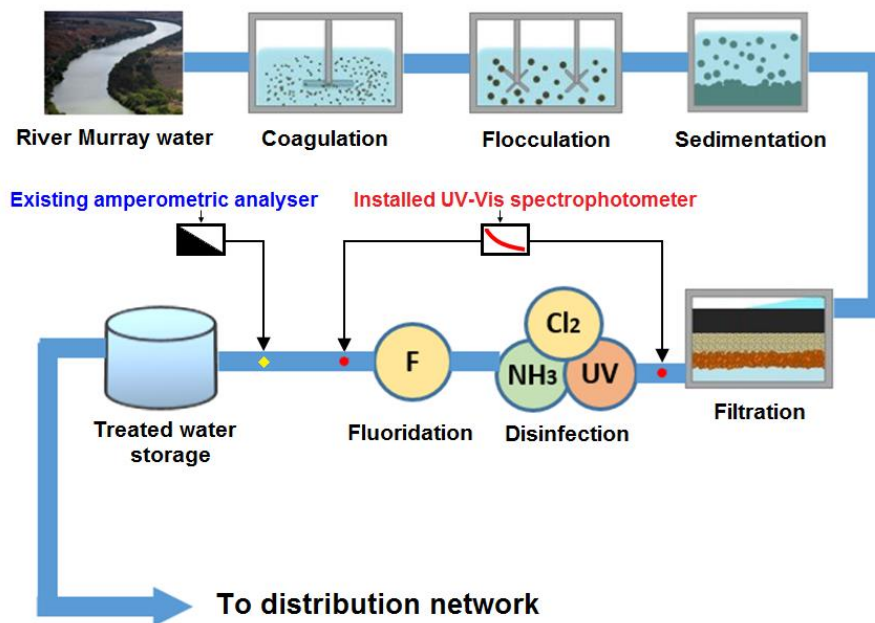 River Murray water
Coagulation
Flocculation
Sedimentation
Existing amperometric analyser
Installed UV-Vis spectrophotometer
Cl₂
F
NH₃
UV
Filtration
Treated water
storage
Fluoridation
Disinfection
To distribution network